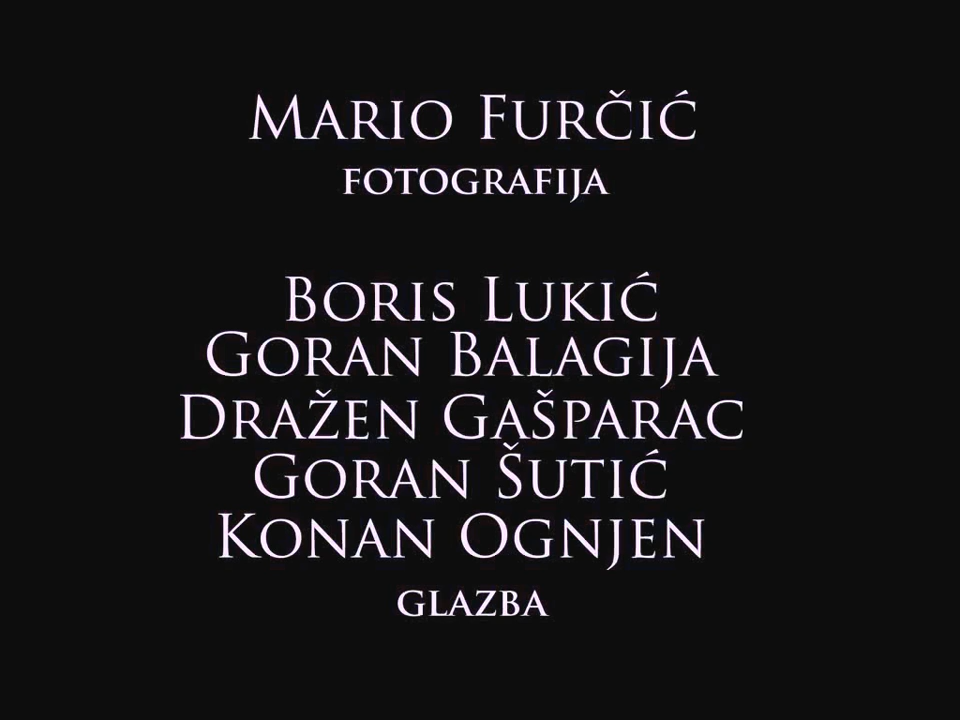 Mario Furčić
fotografija
Boris Lukić
Goran Balagija
Dražen Gašparac
Goran Šutić
Konan Ognjen
glazba